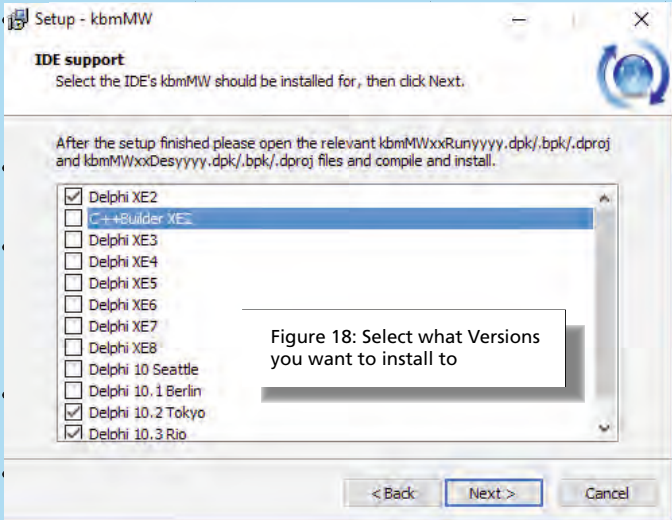 Setup - kbmMW
IDE support
Select the IDE's kbmMW should be installed for, then click Next.
After the setup finished please open the relevant kbmMWxxRunyyyy.dpk/.bpk/.dproj
and kbmMWxxDesyyyy.dpk/.bpk/.dproj files and compile and install.
Delphi XE2
C++Builder XE2
Delphi XE3
Delphi XE4
Delphi XE5
Delphi XE6
Delphi XE7
Delphi XE8
Delphi 10 Seattle
Delphi 10.1 Berlin
Delphi 10.2 Tokyo
Delphi 10.3 Rio
Figure 18: Select what Versions
you want to install to
< Back
Next >
Cancel